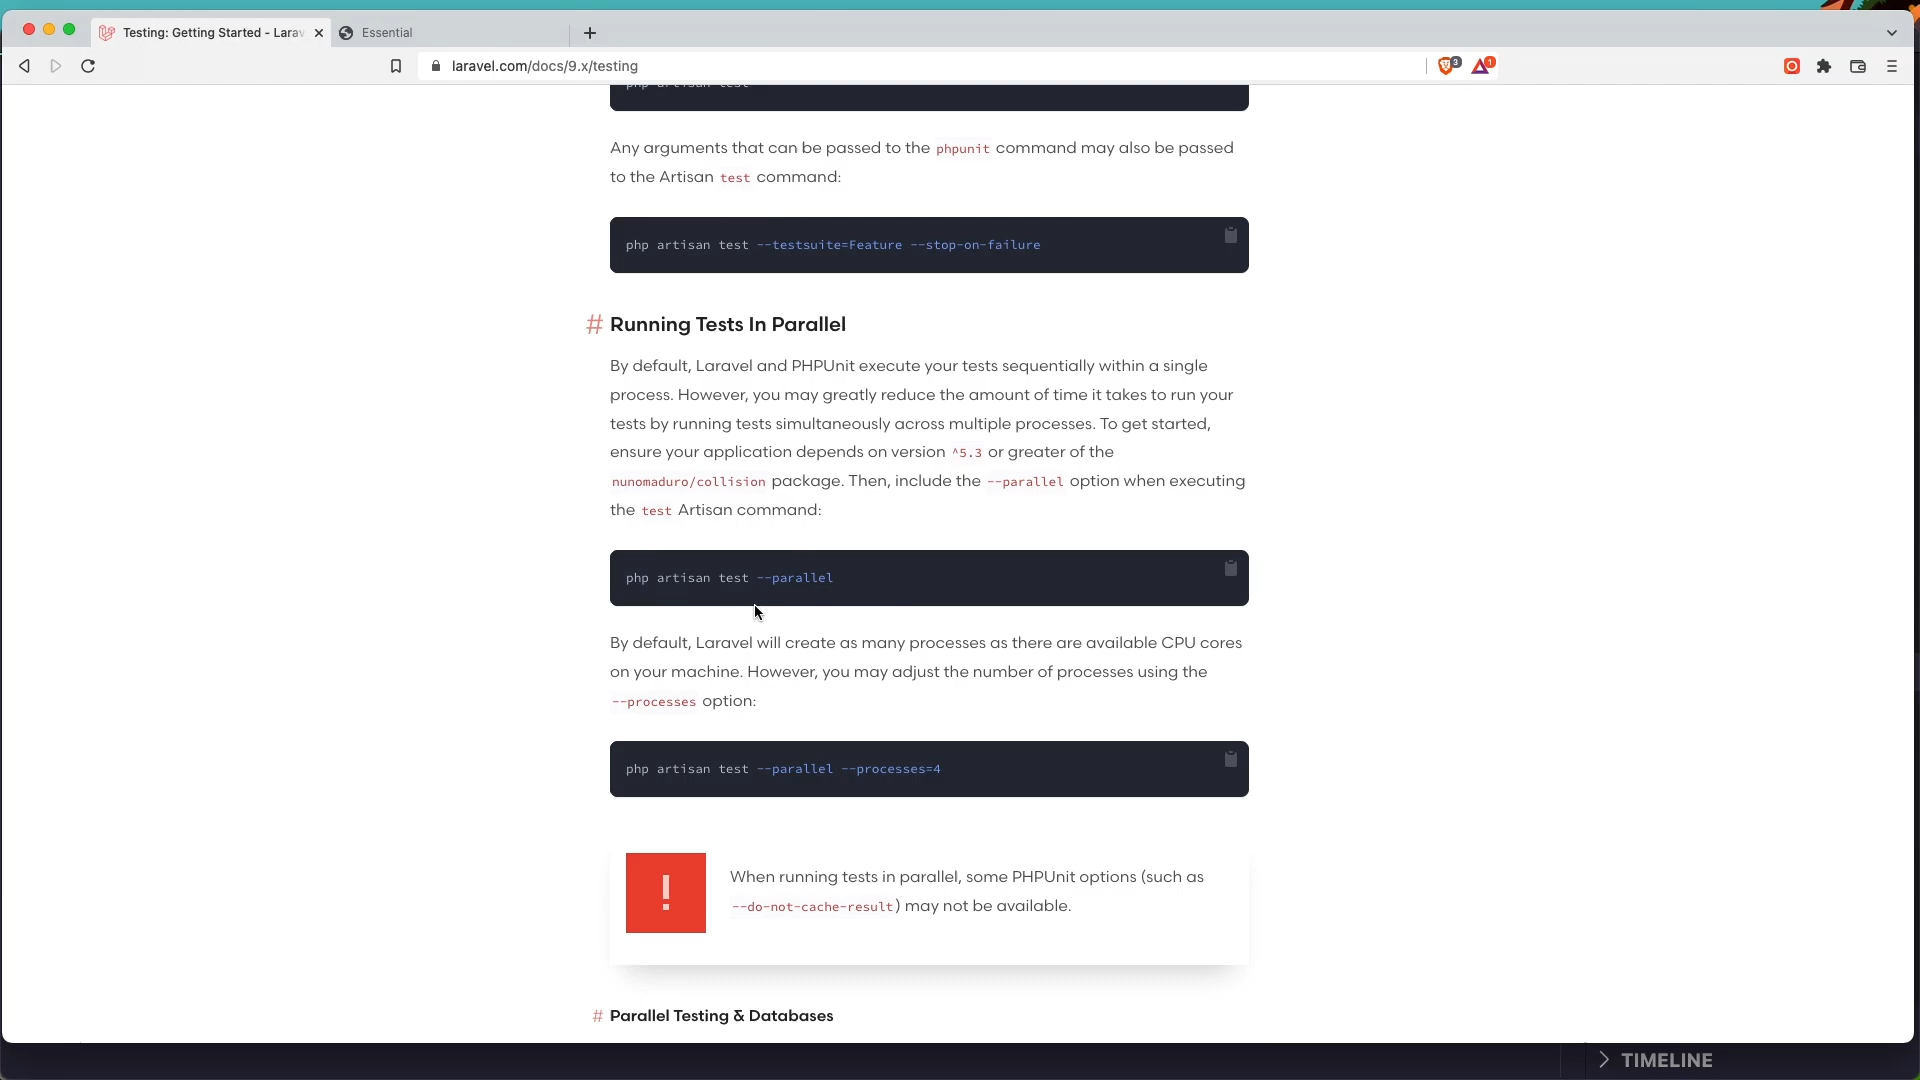 Testing: Getting Started - Larav
Essential
laravel.com/docs/9.x/testing
3
1
php artisan test
Any arguments that can be passed to the phpunit command may also be passed
to the Artisan test command:
php artisan test --testsuite=Feature --stop-on-failure
# Running Tests In Parallel
By default, Laravel and PHPUnit execute your tests sequentially within a single
process. However, you may greatly reduce the amount of time it takes to run your
tests by running tests simultaneously across multiple processes. To get started,
ensure your application depends on version ^5.3 or greater of the
nunomaduro/collision package. Then, include the --parallel option when executing
the test Artisan command:
php artisan test --parallel
By default, Laravel will create as many processes as there are available CPU cores
on your machine. However, you may adjust the number of processes using the
--processes option:
php artisan test --parallel --processes=4
!
When running tests in parallel, some PHPUnit options (such as
--do-not-cache-result) may not be available.
# Parallel Testing & Databases
TIMELINE